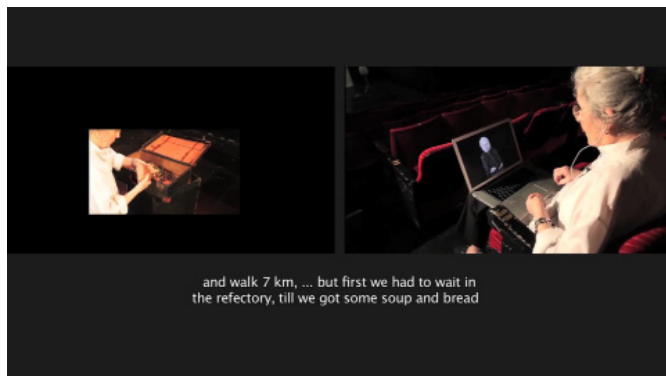 and walk 7 km, ... but first we had to wait in
the refectory, till we got some soup and bread